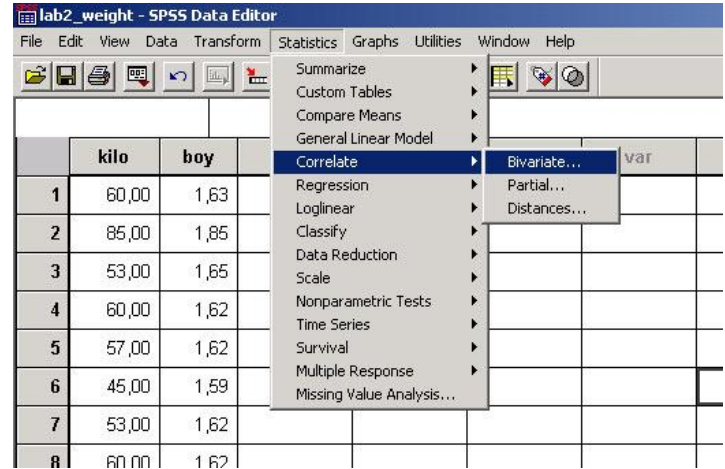 lab2_weight - SPSS Data Editor
File Edit View Data Transform Statistics Graphs Utilities Window Help
Summarize
Custom Tables
Compare Means
General Linear Model
Correlate
Regression
Loglinear
Classify
Data Reduction
Scale
Nonparametric Tests
Time Series
Survival
Multiple Response
Missing Value Analysis...
Bivariate...
Partial...
Distances...
kilo boy var
1 60,00 1,63
2 85,00 1,85
3 53,00 1,65
4 60,00 1,62
5 57,00 1,62
6 45,00 1,59
7 53,00 1,62
8 60,00 1,62